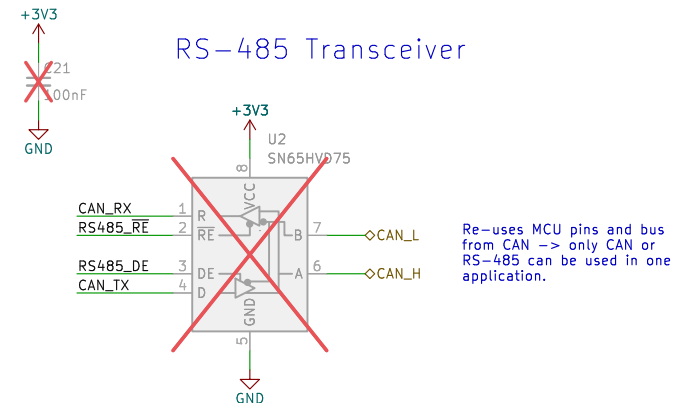 +3V3
RS-485 Transceiver
C21
100nF
GND
+3V3
U2
SN65HVD75
8
VCC
CAN_RX
1
R
RS485_RE
2
RE
7
B
CAN_L
RS485_DE
3
DE
6
A
CAN_H
CAN_TX
4
D
GND
5
GND
Re-uses MCU pins and bus
from CAN -> only CAN or
RS-485 can be used in one
application.